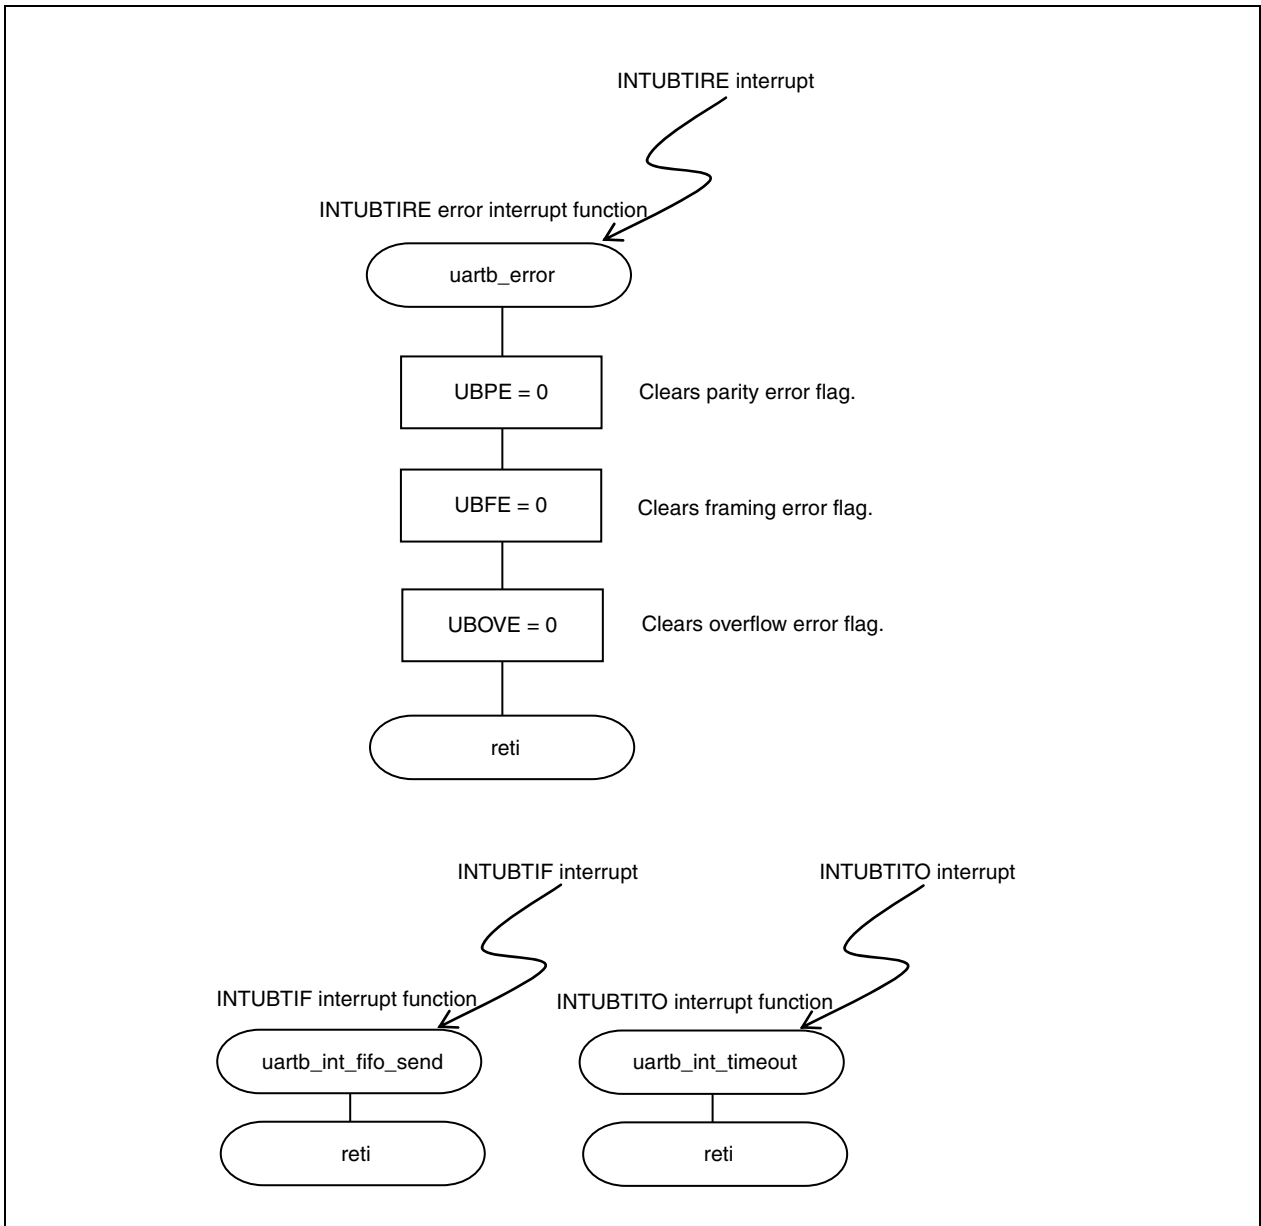 INTUBTIRE interrupt
INTUBTIRE error interrupt function
uartb_error
UBPE = 0
Clears parity error flag.
UBFE = 0
Clears framing error flag.
UBOVE = 0
Clears overflow error flag.
reti
INTUBTIF interrupt
INTUBTITO interrupt
INTUBTIF interrupt function
INTUBTITO interrupt function
uartb_int_fifo_send
uartb_int_timeout
reti
reti